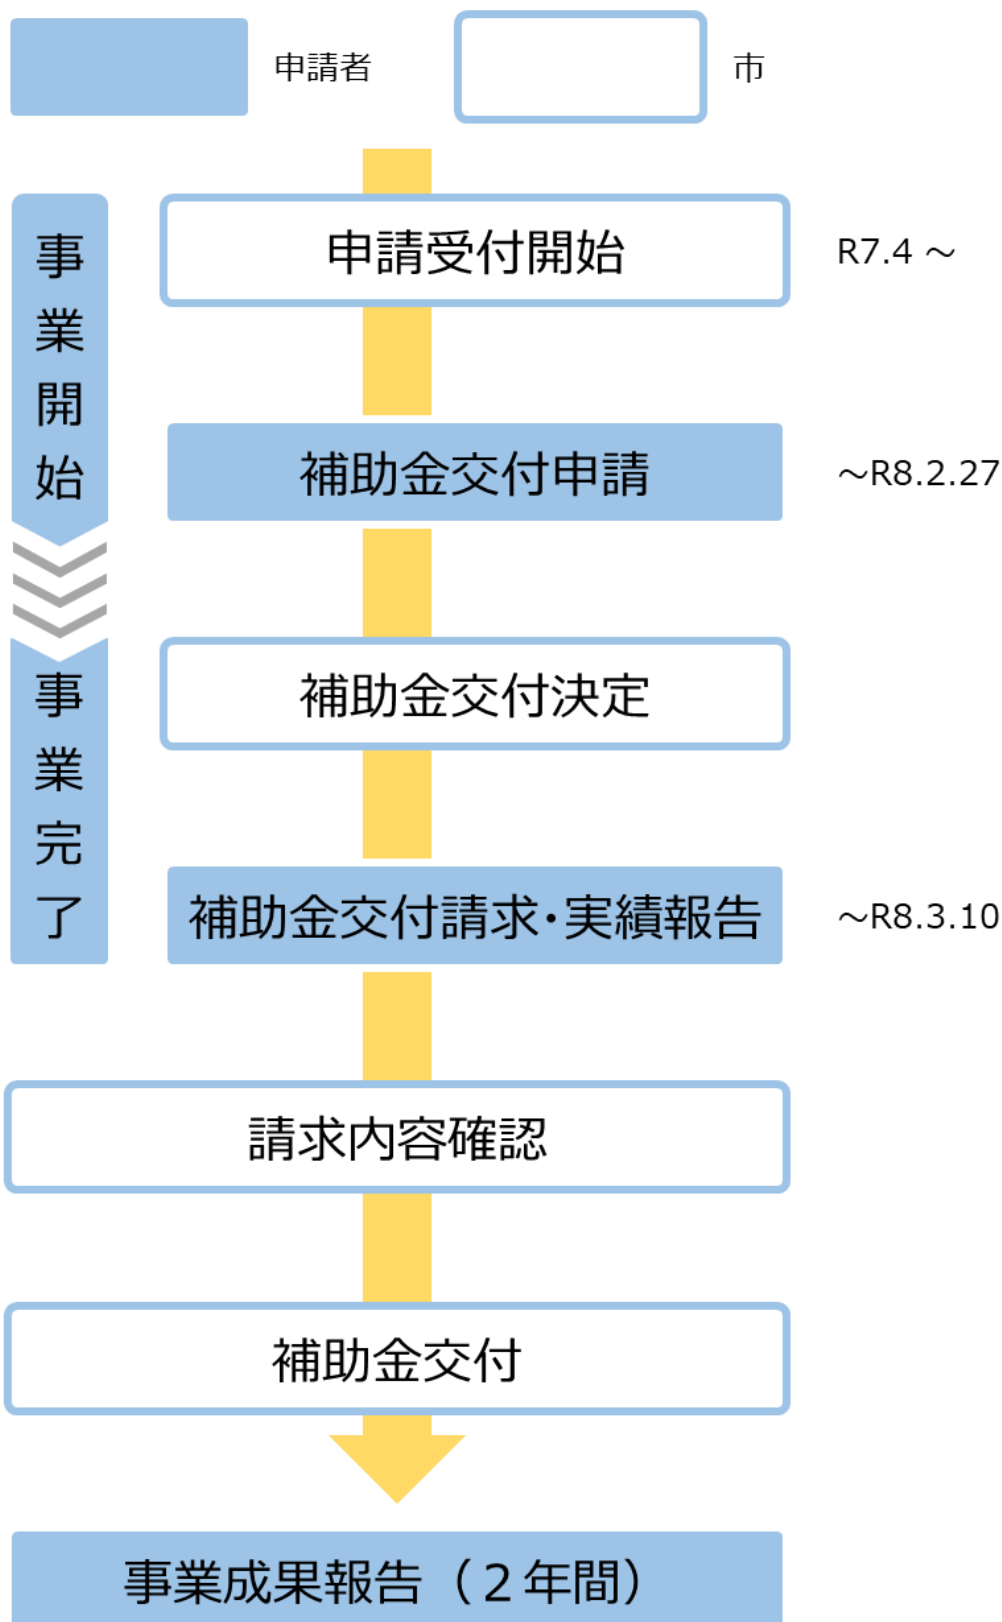 申請者
市
事業開始
申請受付開始
R7.4 ～
補助金交付申請
～R8.2.27
事業完了
補助金交付決定
補助金交付請求・実績報告
～R8.3.10
請求内容確認
補助金交付
事業成果報告（２年間）